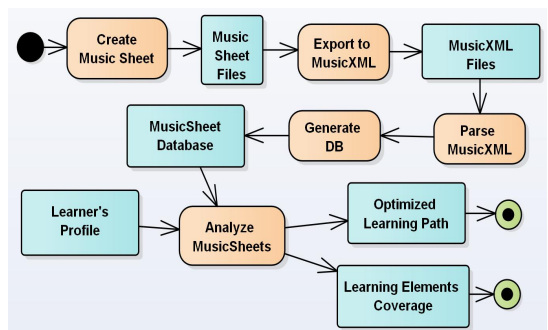 Create
Music Sheet
Music
Sheet
Files
Export to
MusicXML
MusicXML
Files
MusicSheet
Database
Generate
DB
Parse
MusicXML
Learner's
Profile
Analyze
MusicSheets
Optimized
Learning Path
Learning Elements
Coverage